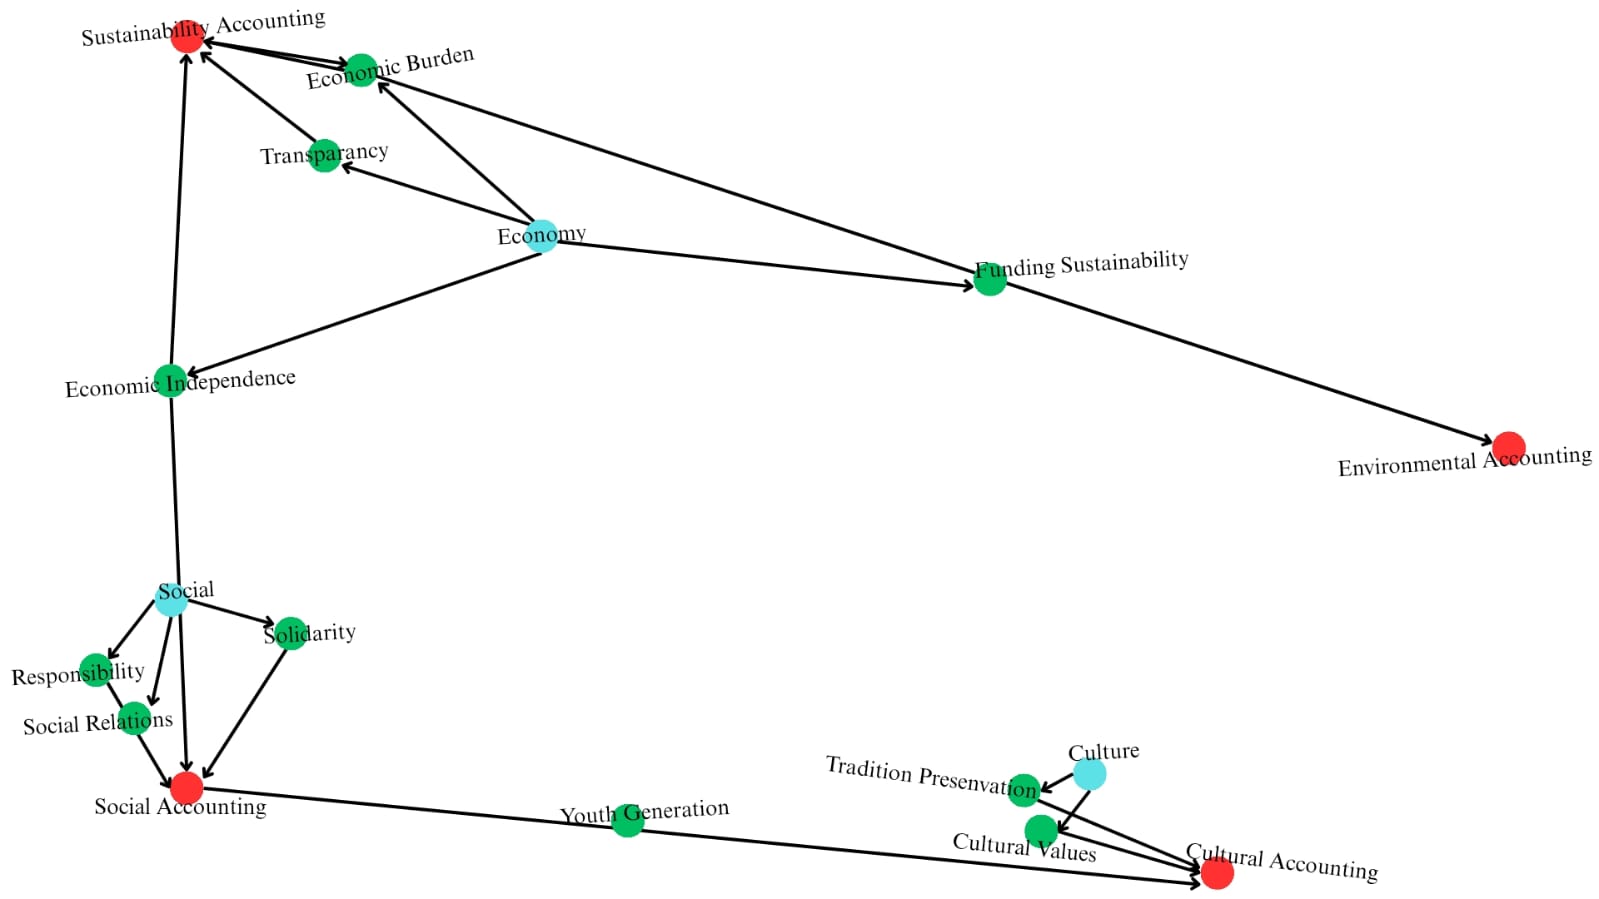 Sustainability Accounting
Economic Burden
Transparancy
Economy
Funding Sustainability
Economic Independence
Environmental Accounting
Social
Solidarity
Responsibility
Social Relations
Social Accounting
Youth Generation
Culture
Tradition Presenvation
Cultural Values
Cultural Accounting